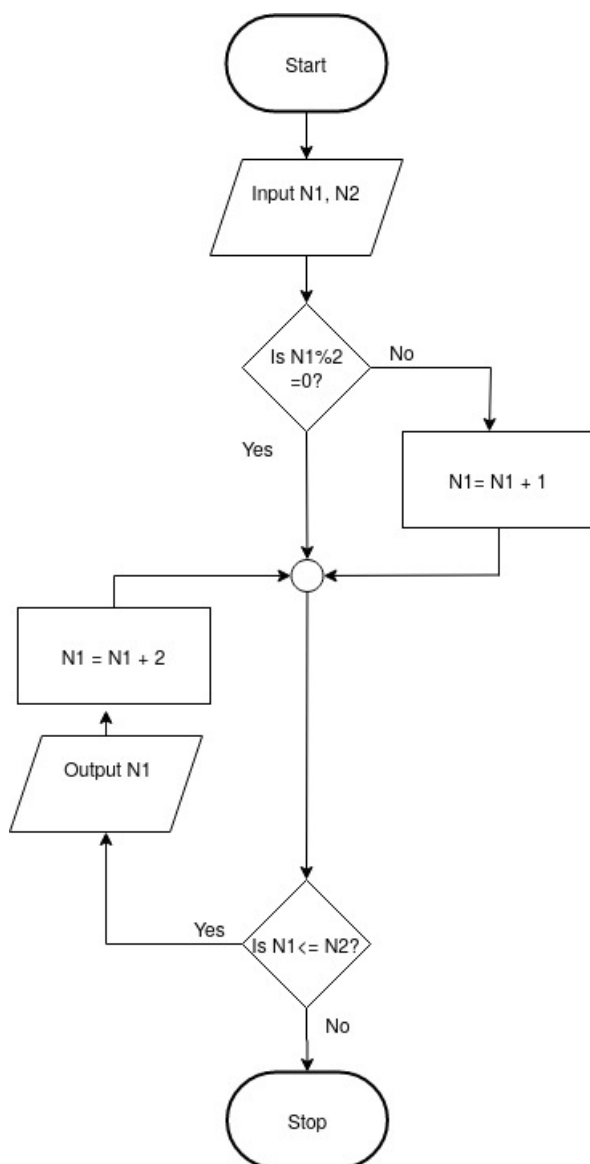 Start
Input N1, N2
Is N1%2
=0?
No
Yes
N1= N1 + 1
N1 = N1 + 2
Output N1
Yes
Is N1<= N2?
No
Stop